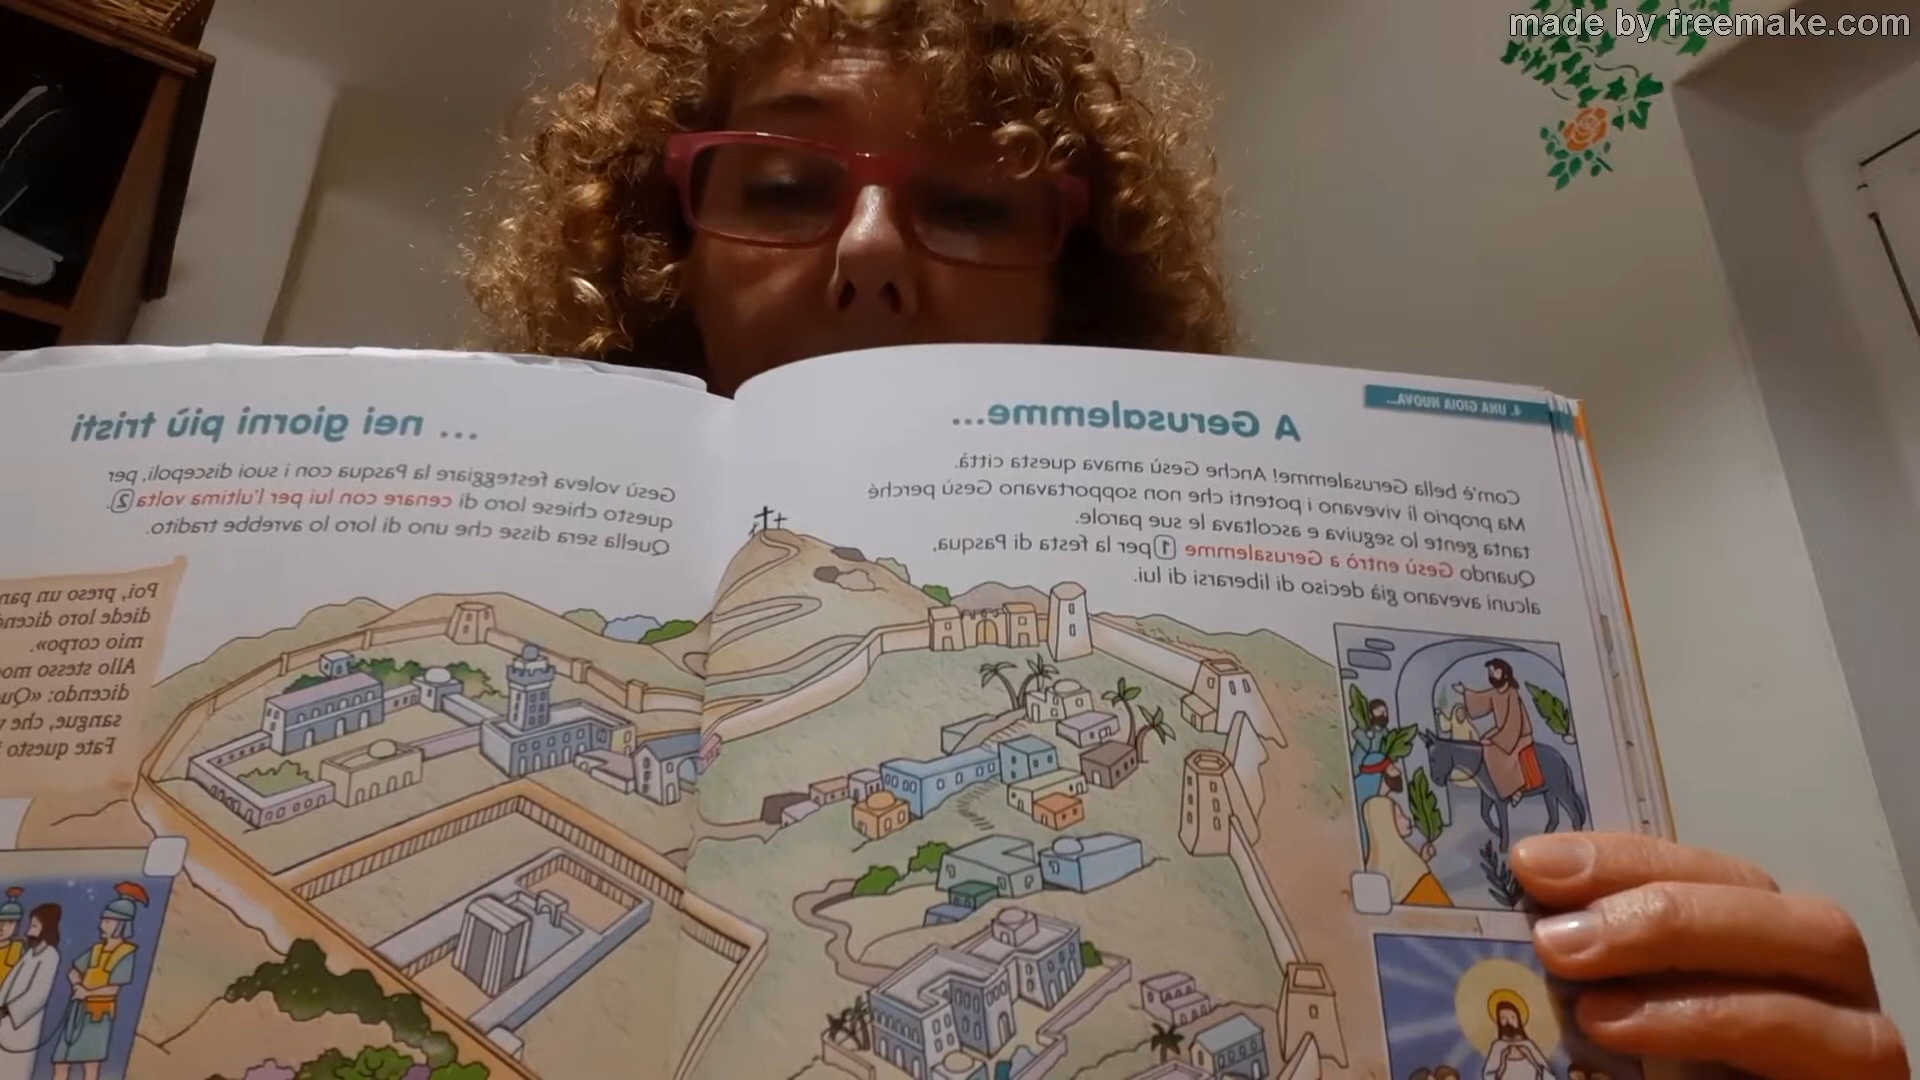 made by freemake.com
4. UNA GIOIA NUOVA...
A Gerusalemme...
Com'è bella Gerusalemme! Anche Gesù amava questa città.
Ma proprio lì vivevano i potenti che non sopportavano Gesù perché
tanta gente lo seguiva e ascoltava le sue parole.
Quando Gesù entrò a Gerusalemme 1 per la festa di Pasqua,
alcuni avevano già deciso di liberarsi di lui.
... nei giorni più tristi
Gesù voleva festeggiare la Pasqua con i suoi discepoli, per
questo chiese loro di cenare con lui per l'ultima volta 2.
Quella sera disse che uno di loro lo avrebbe tradito.
Poi, preso un
diede loro
mio corpo».
Allo stesso
dicendo:
sangue, che
Fate questo